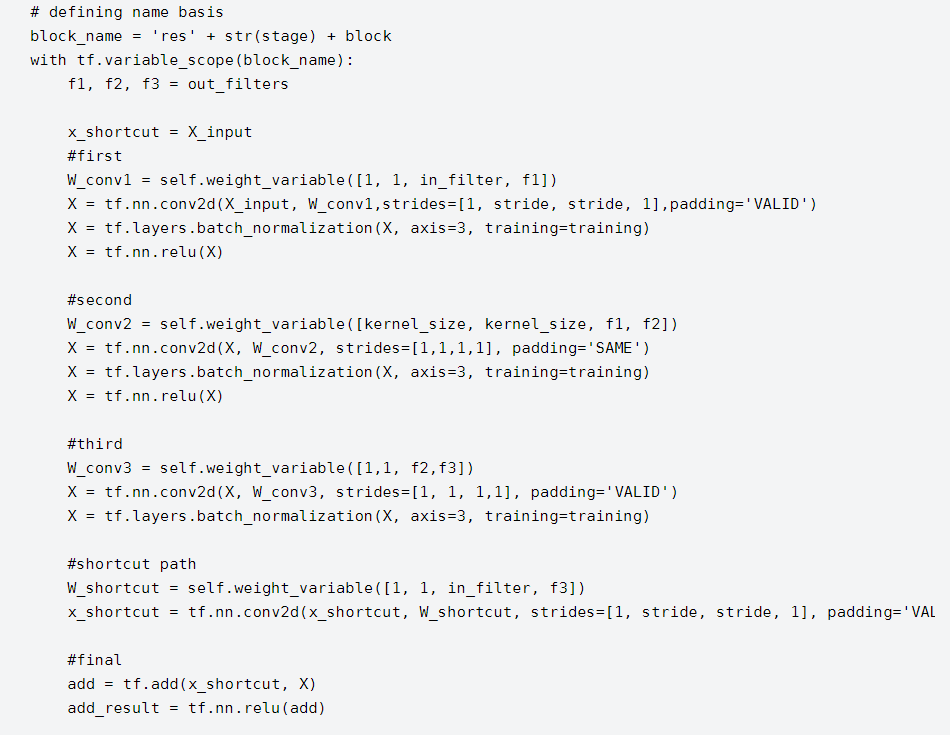 # defining name basis
block_name = 'res' + str(stage) + block
with tf.variable_scope(block_name):
    f1, f2, f3 = out_filters

    x_shortcut = X_input
    #first
    W_conv1 = self.weight_variable([1, 1, in_filter, f1])
    X = tf.nn.conv2d(X_input, W_conv1,strides=[1, stride, stride, 1],padding='VALID')
    X = tf.layers.batch_normalization(X, axis=3, training=training)
    X = tf.nn.relu(X)

    #second
    W_conv2 = self.weight_variable([kernel_size, kernel_size, f1, f2])
    X = tf.nn.conv2d(X, W_conv2, strides=[1,1,1,1], padding='SAME')
    X = tf.layers.batch_normalization(X, axis=3, training=training)
    X = tf.nn.relu(X)

    #third
    W_conv3 = self.weight_variable([1,1, f2,f3])
    X = tf.nn.conv2d(X, W_conv3, strides=[1, 1, 1,1], padding='VALID')
    X = tf.layers.batch_normalization(X, axis=3, training=training)

    #shortcut path
    W_shortcut = self.weight_variable([1, 1, in_filter, f3])
    x_shortcut = tf.nn.conv2d(x_shortcut, W_shortcut, strides=[1, stride, stride, 1], padding='VAL

    #final
    add = tf.add(x_shortcut, X)
    add_result = tf.nn.relu(add)